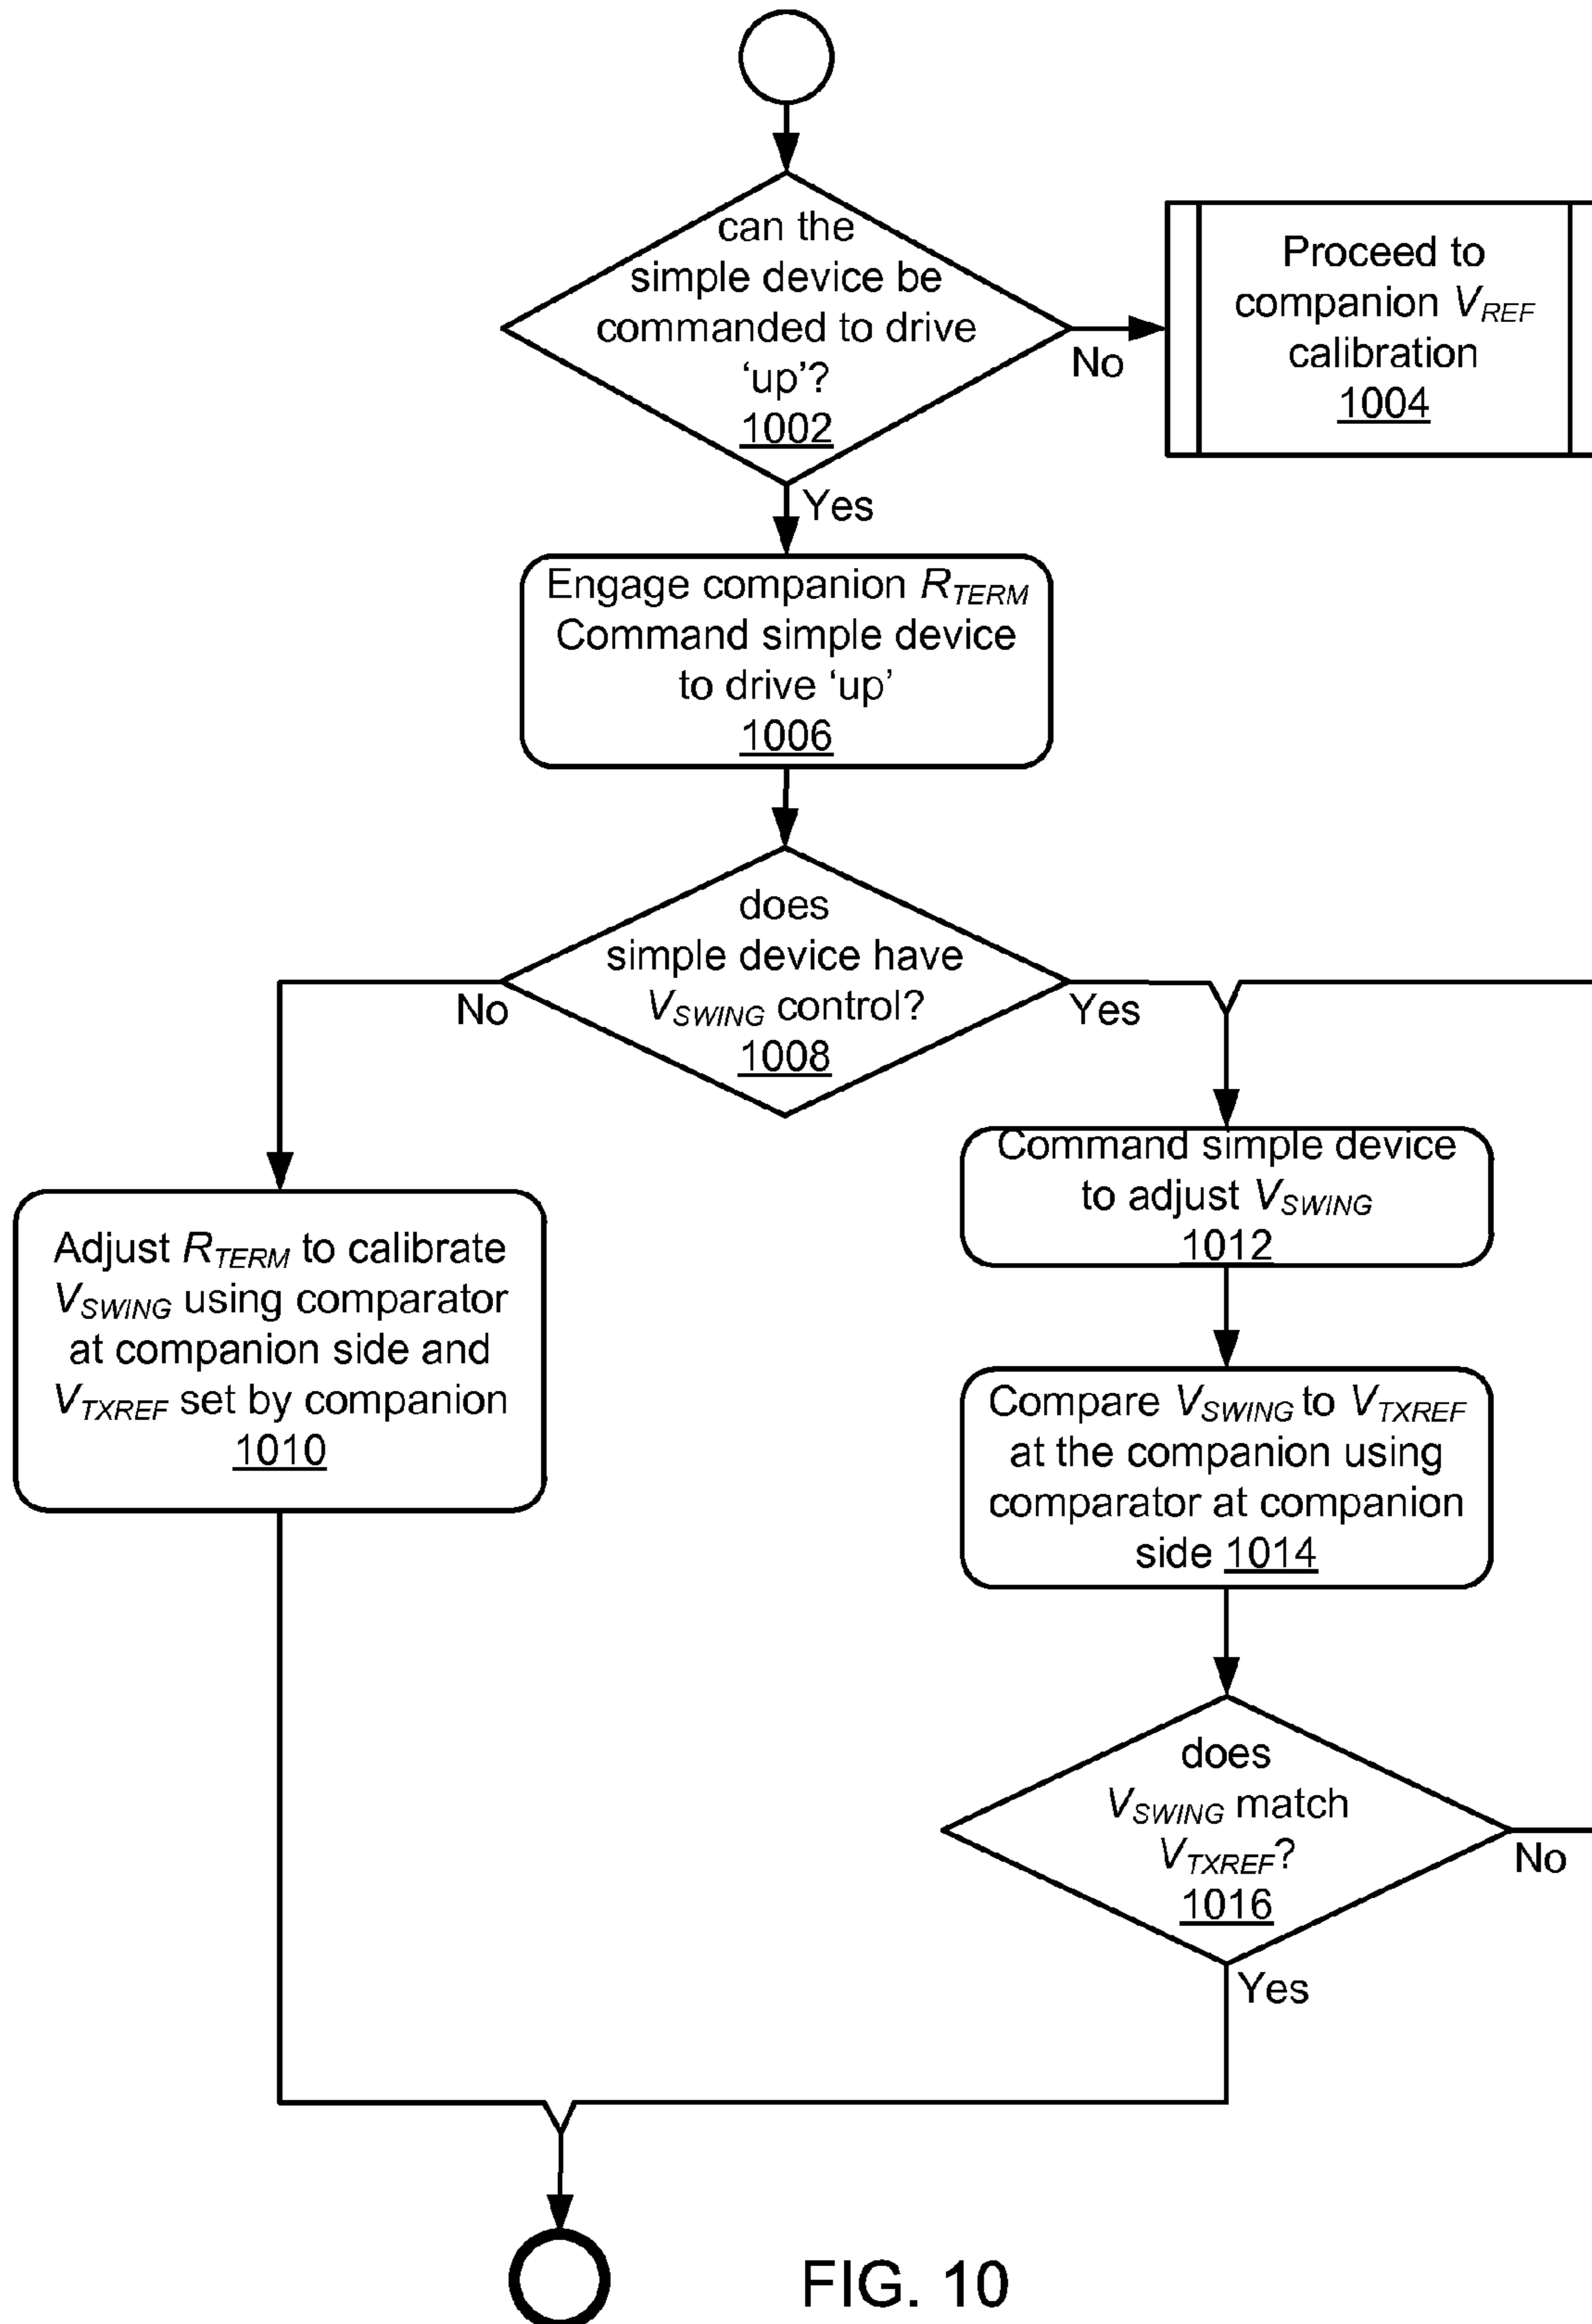 can the
simple device be
commanded to drive
‘up’?
1002
No
Proceed to
companion VREF
calibration
1004
Yes
Engage companion RTERM
Command simple device
to drive ‘up’
1006
does
simple device have
VSWING control?
1008
No
Yes
Adjust RTERM to calibrate
VSWING using comparator
at companion side and
VTXREF set by companion
1010
Command simple device
to adjust VSWING
1012
Compare VSWING to VTXREF
at the companion using
comparator at companion
side 1014
does
VSWING match
VTXREF?
1016
No
Yes
FIG. 10